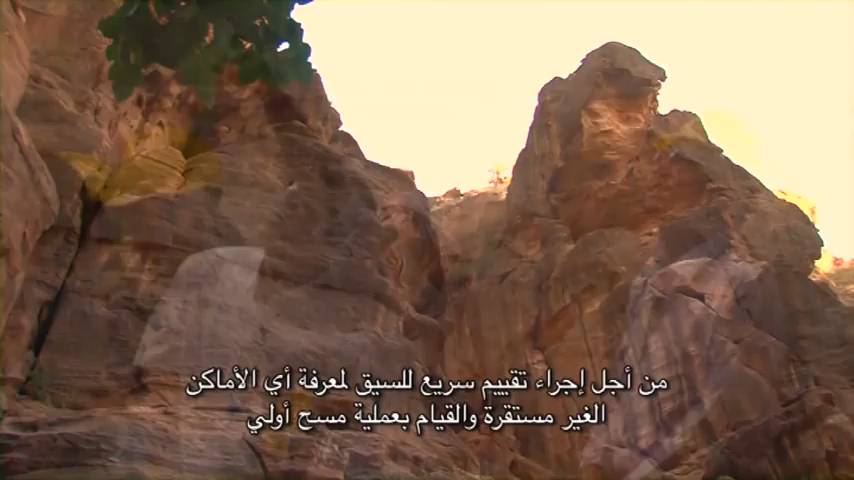 من أجل إجراء تقييم سريع للسيق لمعرفة أي الأماكن
الغير مستقرة والقيام بعملية مسح أولي